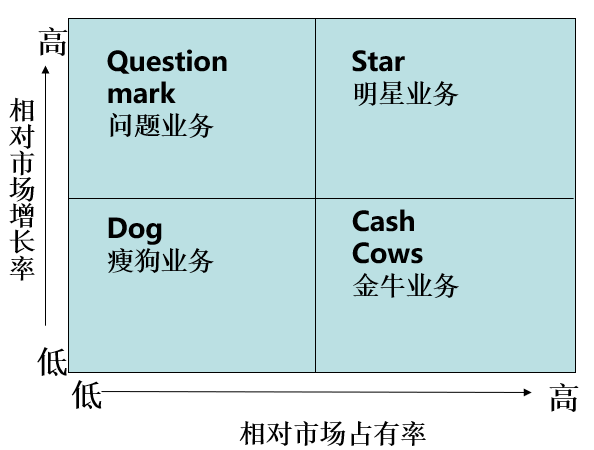 高
Question
mark
问题业务
Star
明星业务
相对市场增长率
Dog
瘦狗业务
Cash
Cows
金牛业务
低
低
高
相对市场占有率